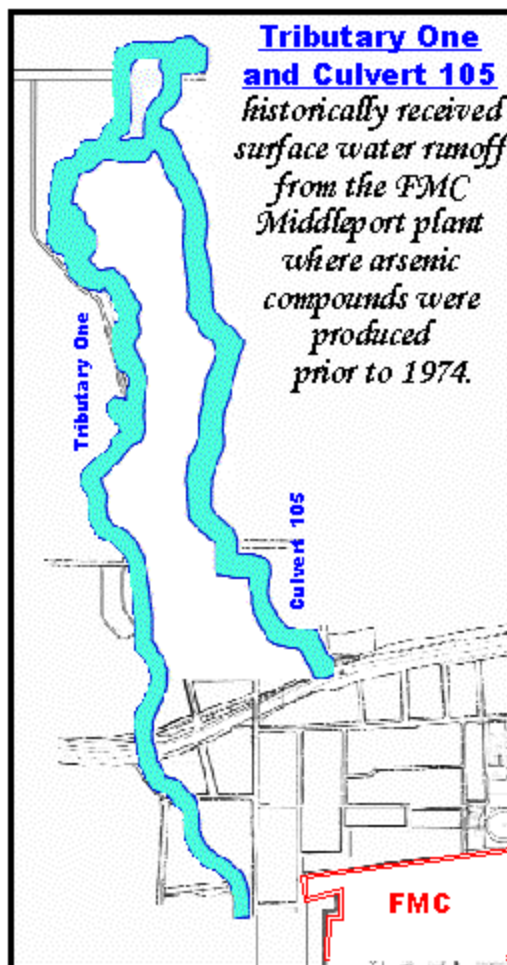 Tributary One
and Culvert 105
historically received
surface water runoff
from the FMC
Middleport plant
where arsenic
compounds were
produced
prior to 1974.
Tributary One
Culvert 105
FMC